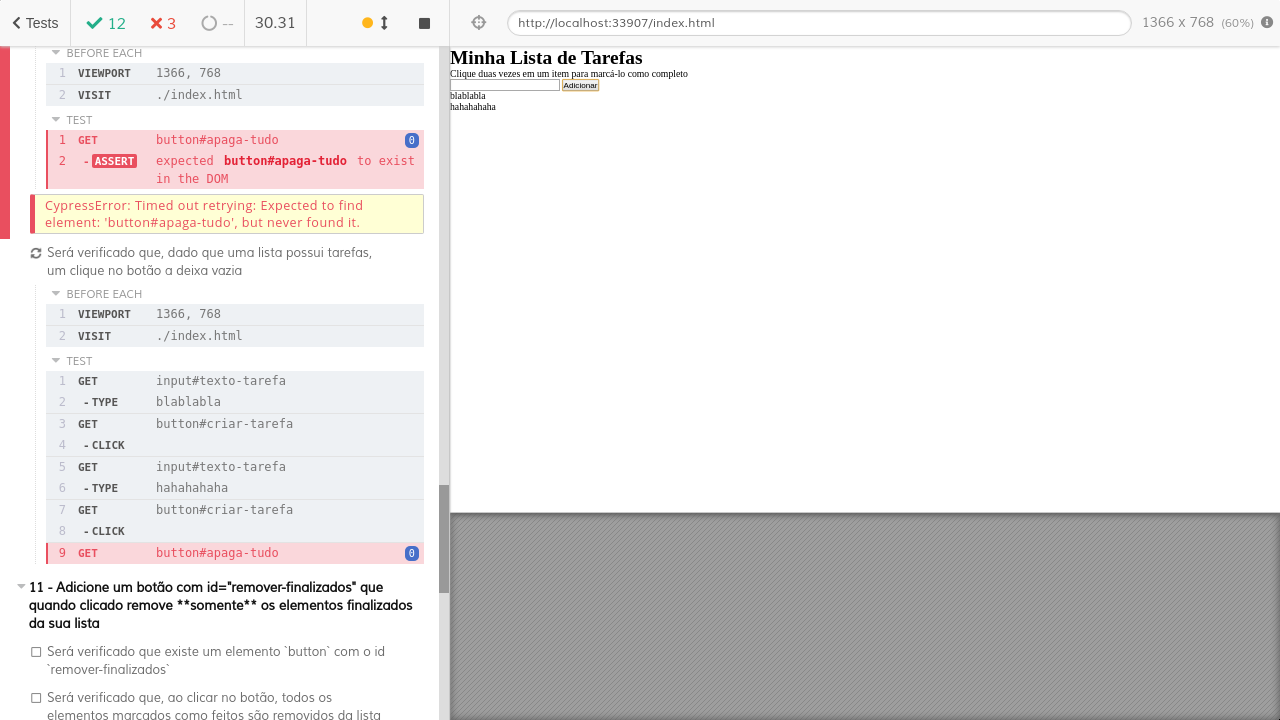 Tests 12 3 -- 30.31 http://localhost:33907/index.html 1366 x 768 (60%)
BEFORE EACH
1 VIEWPORT 1366, 768
2 VISIT ./index.html
TEST
1 GET button#apaga-tudo 0
2 -ASSERT expected button#apaga-tudo to exist
in the DOM
CypressError: Timed out retrying: Expected to find
element: 'button#apaga-tudo', but never found it.
Será verificado que, dado que uma lista possui tarefas,
um clique no botão a deixa vazia
BEFORE EACH
1 VIEWPORT 1366, 768
2 VISIT ./index.html
TEST
1 GET input#texto-tarefa
2 -TYPE blablabla
3 GET button#criar-tarefa
4 -CLICK
5 GET input#texto-tarefa
6 -TYPE hahahahaha
7 GET button#criar-tarefa
8 -CLICK
9 GET button#apaga-tudo 0
11 - Adicione um botão com id="remover-finalizados" que
quando clicado remove **somente** os elementos finalizados
da sua lista
Será verificado que existe um elemento `button` com o id
`remover-finalizados`
Será verificado que, ao clicar no botão, todos os
elementos marcados como feitos são removidos da lista
Minha Lista de Tarefas
Clique duas vezes em um item para marcá-lo como completo
Adicionar
blablabla
hahahahaha